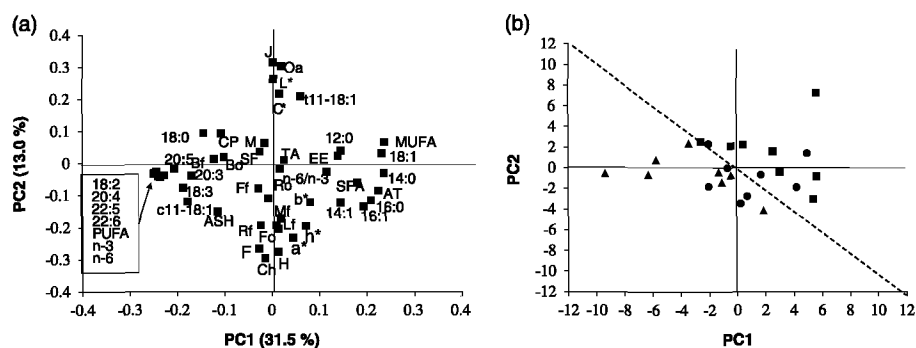 (a)
PC2 (13.0 %)
0.4
0.3
0.2
0.1
0
-0.1
-0.2
-0.3
-0.4
J
Oa
L*
C*
t11-18:1
18:0
CP
M
SF
20:5
Bf
Bo
TA
12:0
EE
MUFA
18:1
14:0
20:3
n-6/n-3
SFA
AT
18:3
Ff
Ro
b*
16:0
c11-18:1
14:1
16:1
ASH
Mf
Rf
Fo
Lf
h*
a*
F
H
Ch
18:2
20:4
22:5
22:6
PUFA
n-3
n-6
-0.4 -0.3 -0.2 -0.1 0.0 0.1 0.2 0.3 0.4
PC1 (31.5 %)
(b)
PC2
12
10
8
6
4
2
0
-2
-4
-6
-8
-10
-12
-12 -10 -8 -6 -4 -2 0 2 4 6 8 10 12
PC1